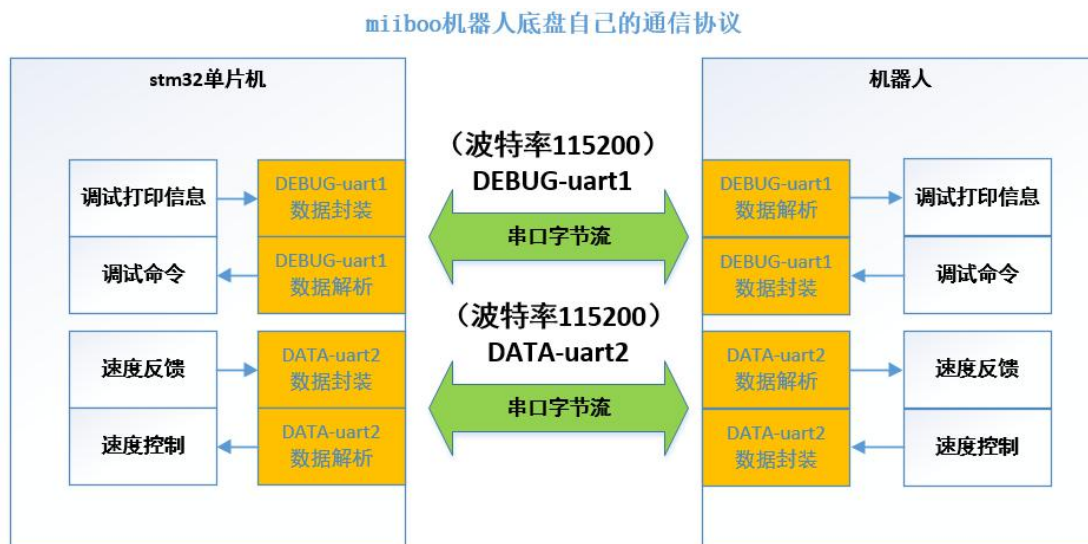 miiboo机器人底盘自己的通信协议
stm32单片机
调试打印信息
DEBUG-uart1
数据封装
调试命令
DEBUG-uart1
数据解析
速度反馈
DATA-uart2
数据封装
速度控制
DATA-uart2
数据解析
（波特率115200）
DEBUG-uart1
串口字节流
（波特率115200）
DATA-uart2
串口字节流
机器人
DEBUG-uart1
数据解析
调试打印信息
DEBUG-uart1
数据封装
调试命令
DATA-uart2
数据解析
速度反馈
DATA-uart2
数据封装
速度控制